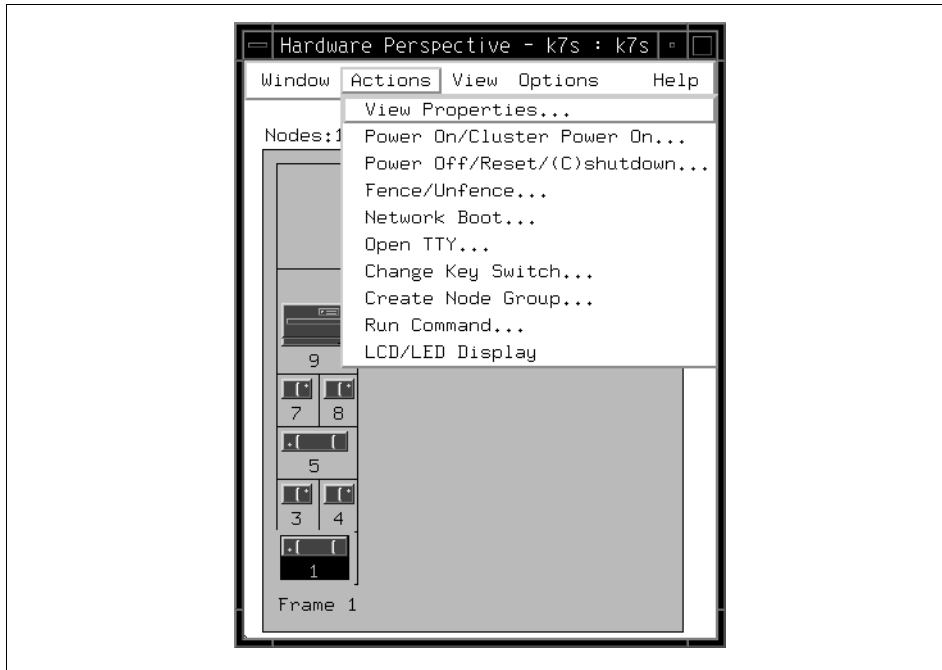 Hardware Perspective - k7s : k7s
Window Actions View Options Help
View Properties...
Nodes:1
Power On/Cluster Power On...
Power Off/Reset/(C)shutdown...
Fence/Unfence...
Network Boot...
Open TTY...
Change Key Switch...
Create Node Group...
Run Command...
LCD/LED Display
9
7 8
5
3 4
1
Frame 1